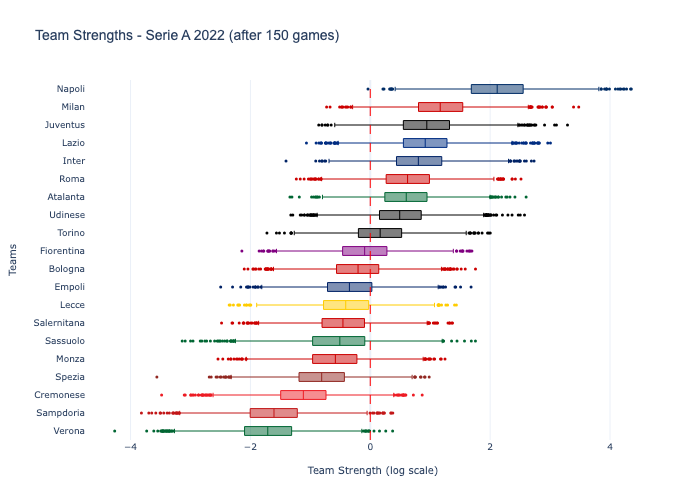 Team Strengths - Serie A 2022 (after 150 games)
Napoli
Milan
Juventus
Lazio
Inter
Roma
Atalanta
Udinese
Torino
Fiorentina
Bologna
Empoli
Lecce
Salernitana
Sassuolo
Monza
Spezia
Cremonese
Sampdoria
Verona
Teams
−4
−2
0
2
4
Team Strength (log scale)